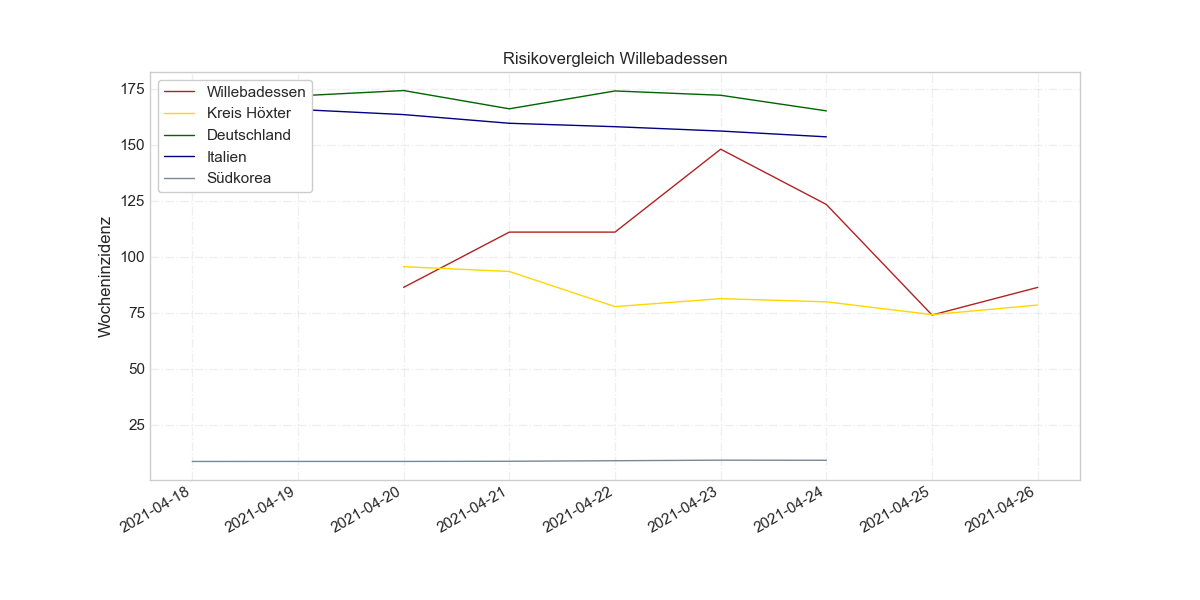 Risikovergleich Willebadessen
Willebadessen
Kreis Höxter
Deutschland
Italien
Südkorea
Wocheninzidenz
175
150
125
100
75
50
25
2021-04-18
2021-04-19
2021-04-20
2021-04-21
2021-04-22
2021-04-23
2021-04-24
2021-04-25
2021-04-26